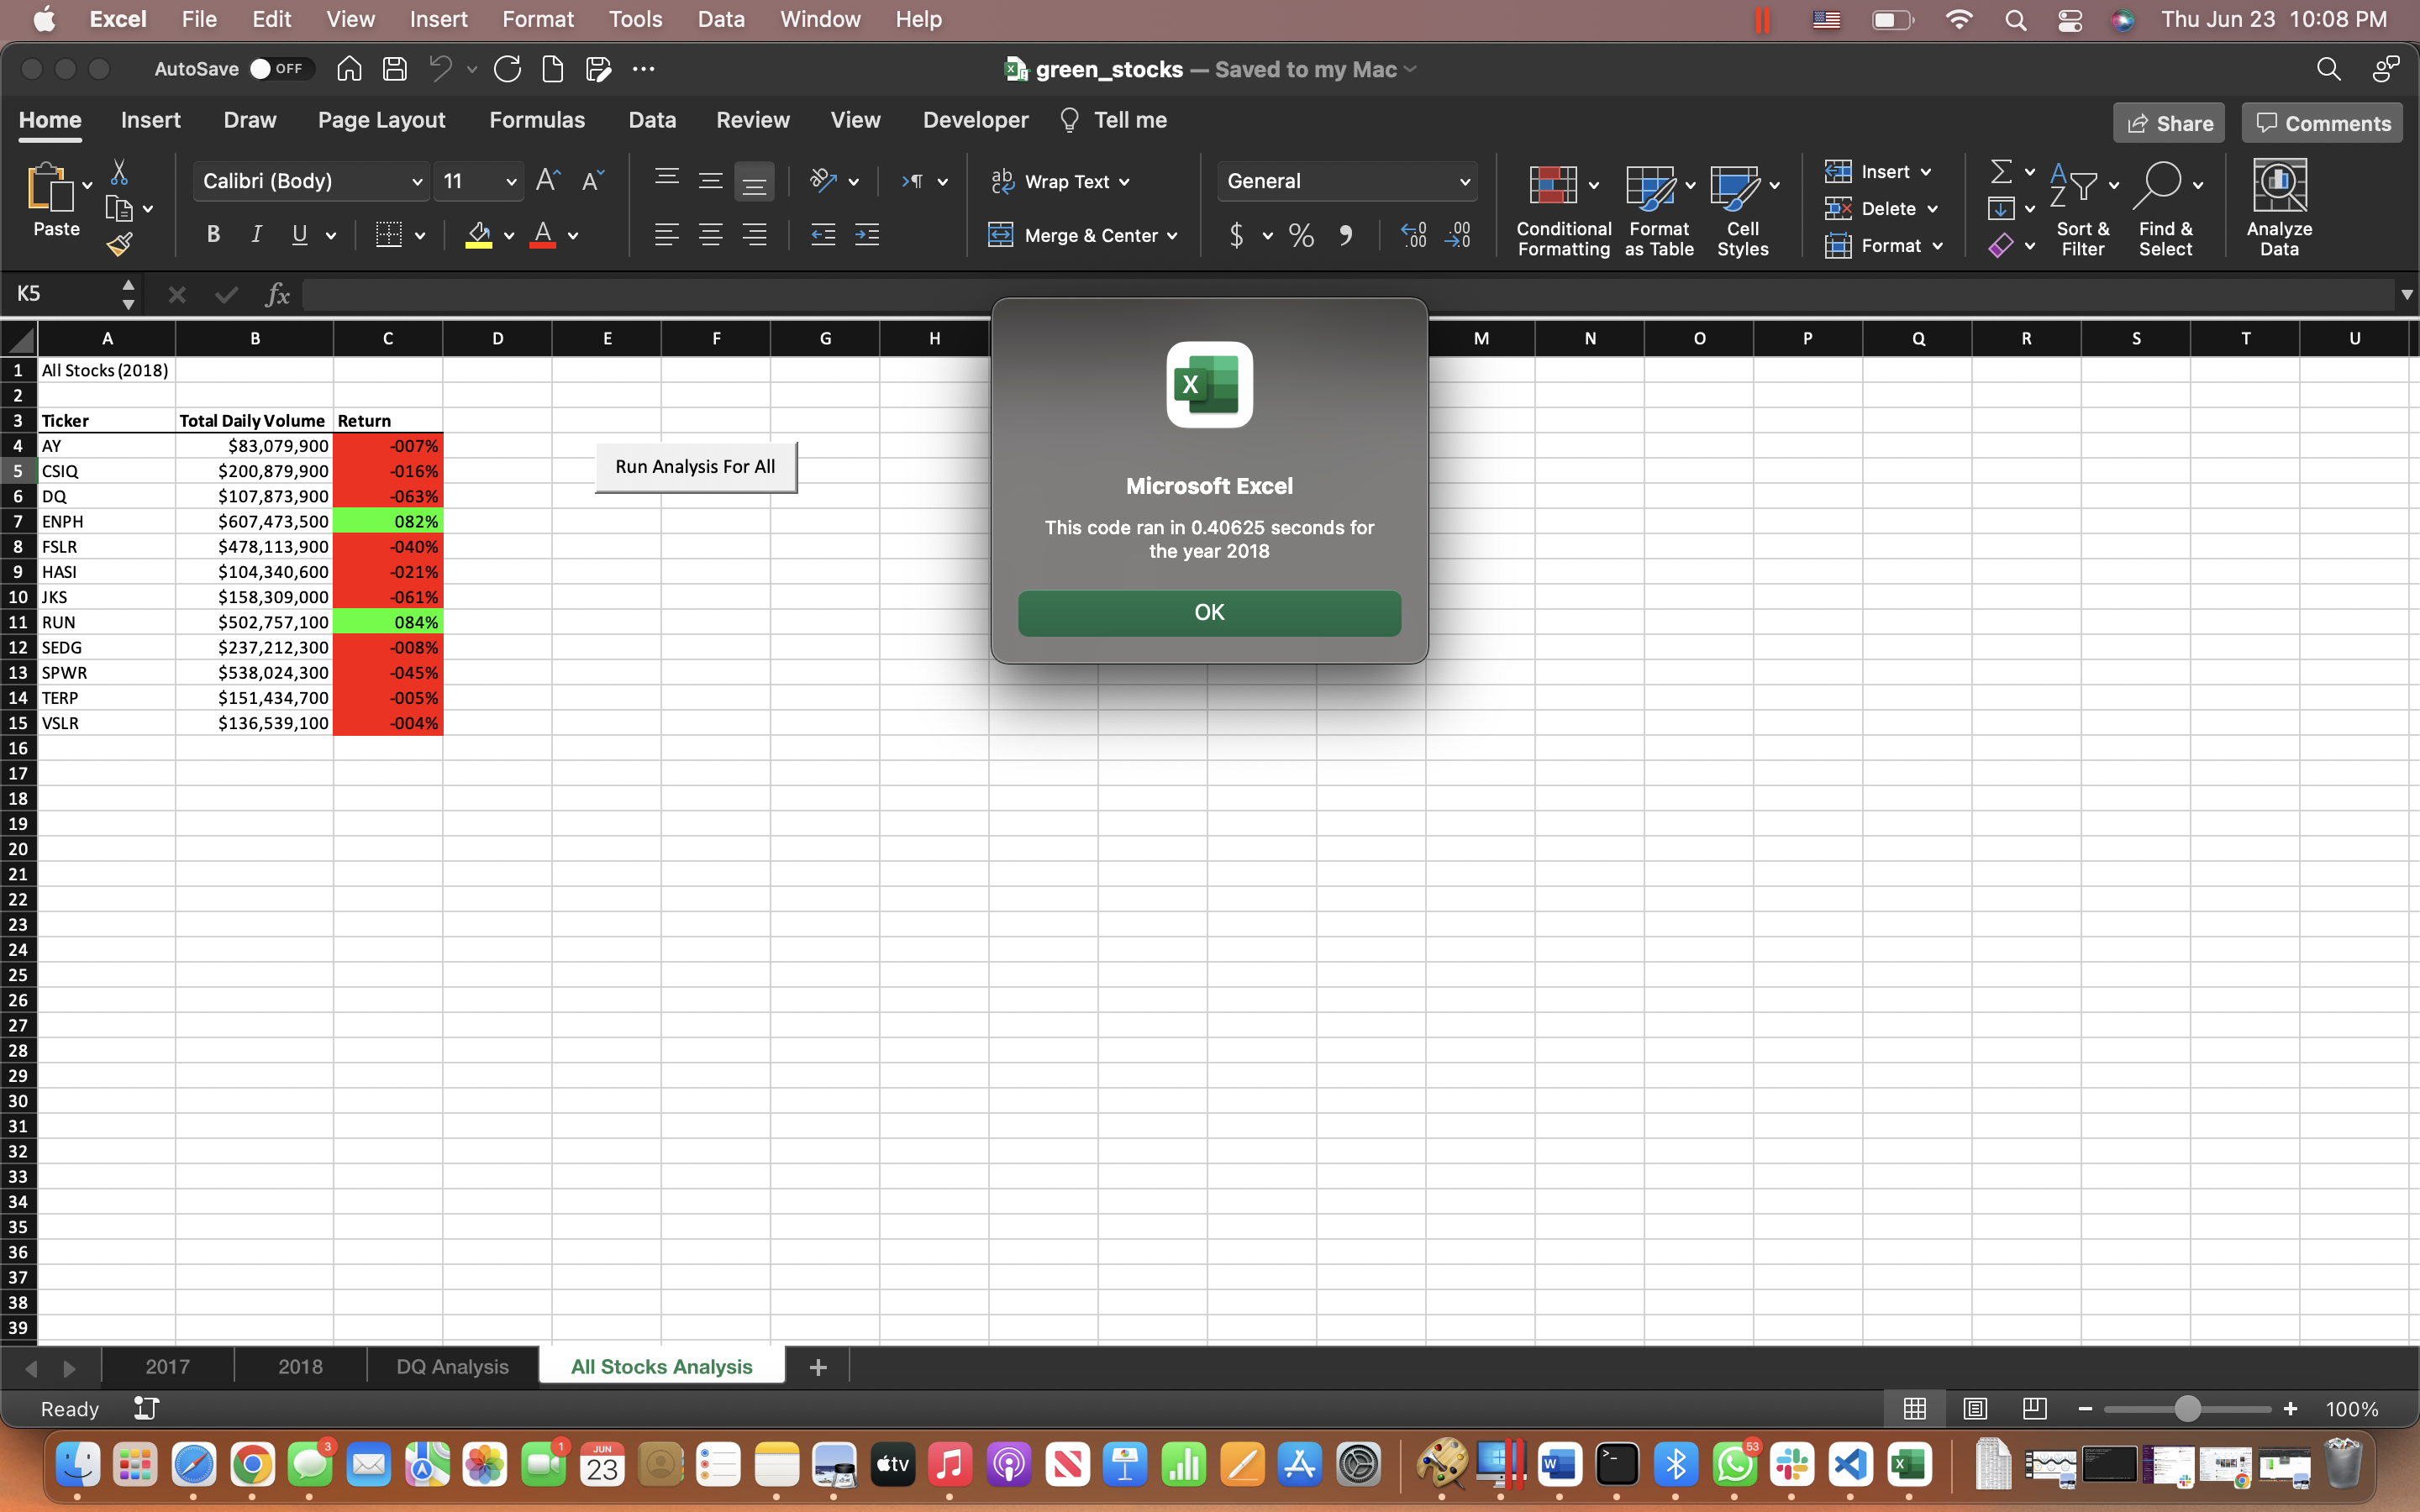 Excel File Edit View Insert Format Tools Data Window Help Thu Jun 23 10:08 PM
AutoSave OFF green_stocks — Saved to my Mac
Home Insert Draw Page Layout Formulas Data Review View Developer Tell me Share Comments
Paste Calibri (Body) 11 Wrap Text General Insert
Merge & Center Conditional Formatting Format as Table Cell Styles Delete Format Sort & Filter Find & Select Analyze Data
K5 fx
A B C D E F G H M N O P Q R S T U
1 All Stocks (2018)
2
3 Ticker Total Daily Volume Return
4 AY $83,079,900 -007%
5 CSIQ $200,879,900 -016%
6 DQ $107,873,900 -063%
7 ENPH $607,473,500 082%
8 FSLR $478,113,900 -040%
9 HASI $104,340,600 -021%
10 JKS $158,309,000 -061%
11 RUN $502,757,100 084%
12 SEDG $237,212,300 -008%
13 SPWR $538,024,300 -045%
14 TERP $151,434,700 -005%
15 VSLR $136,539,100 -004%
Run Analysis For All
Microsoft Excel
This code ran in 0.40625 seconds for
the year 2018
OK
16
17
18
19
20
21
22
23
24
25
26
27
28
29
30
31
32
33
34
35
36
37
38
39
2017 2018 DQ Analysis All Stocks Analysis +
Ready 100%
3 1 JUN 23 tv 53